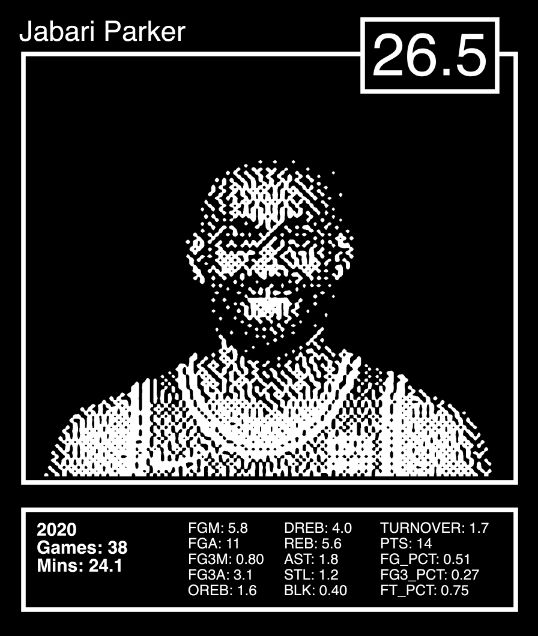 Jabari Parker
26.5
2020
Games: 38
Mins: 24.1
FGM: 5.8
FGA: 11
FG3M: 0.80
FG3A: 3.1
OREB: 1.6
DREB: 4.0
REB: 5.6
AST: 1.8
STL: 1.2
BLK: 0.40
TURNOVER: 1.7
PTS: 14
FG_PCT: 0.51
FG3_PCT: 0.27
FT_PCT: 0.75